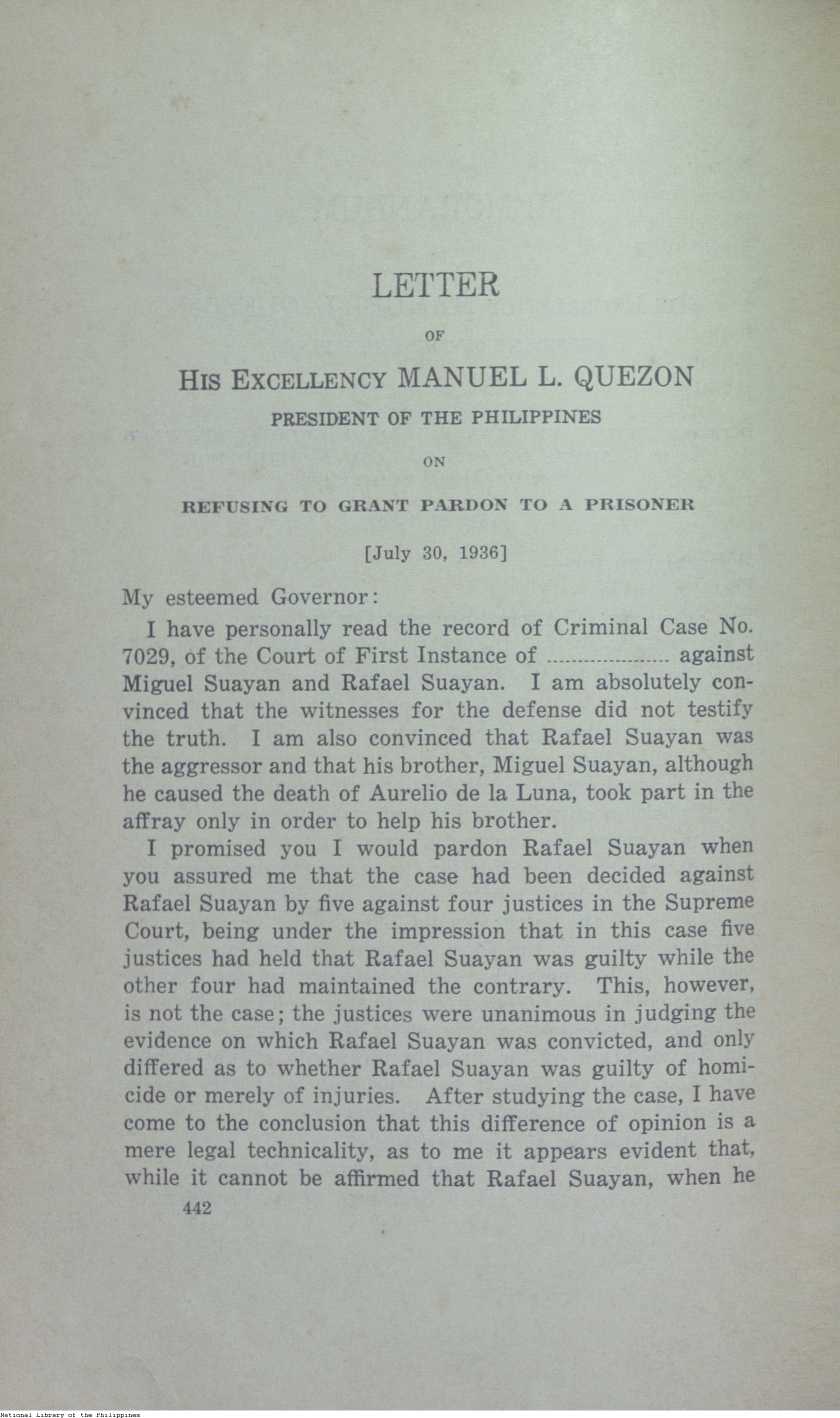 LETTER
OF
HIS EXCELLENCY MANUEL L. QUEZON
PRESIDENT OF THE PHILIPPINES
ON
REFUSING TO GRANT PARDON TO A PRISONER
[July 30, 1936]
My esteemed Governor:
I have personally read the record of Criminal Case No.
7029, of the Court of First Instance of .................... against
Miguel Suayan and Rafael Suayan. I am absolutely con-
vinced that the witnesses for the defense did not testify
the truth. I am also convinced that Rafael Suayan was
the aggressor and that his brother, Miguel Suayan, although
he caused the death of Aurelio de la Luna, took part in the
affray only in order to help his brother.
I promised you I would pardon Rafael Suayan when
you assured me that the case had been decided against
Rafael Suayan by five against four justices in the Supreme
Court, being under the impression that in this case five
justices had held that Rafael Suayan was guilty while the
other four had maintained the contrary. This, however,
is not the case; the justices were unanimous in judging the
evidence on which Rafael Suayan was convicted, and only
differed as to whether Rafael Suayan was guilty of homi-
cide or merely of injuries. After studying the case, I have
come to the conclusion that this difference of opinion is a
mere legal technicality, as to me it appears evident that,
while it cannot be affirmed that Rafael Suayan, when he
442
National Library of the Philippines